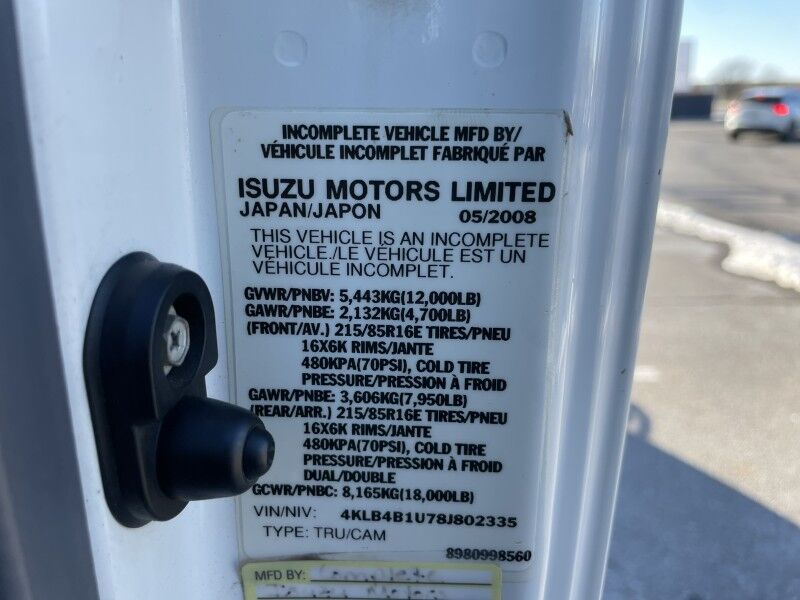 INCOMPLETE VEHICLE MFD BY/
VÉHICULE INCOMPLET FABRIQUÉ PAR
ISUZU MOTORS LIMITED
JAPAN/JAPON 05/2008
THIS VEHICLE IS AN INCOMPLETE
VEHICLE./LE VÉHICULE EST UN
VÉHICULE INCOMPLET.
GVWR/PNBV: 5,443KG(12,000LB)
GAWR/PNBE: 2,132KG(4,700LB)
(FRONT/AV.) 215/85R16E TIRES/PNEU
16X6K RIMS/JANTE
480KPA(70PSI), COLD TIRE
PRESSURE/PRESSION À FROID
GAWR/PNBE: 3,606KG(7,950LB)
(REAR/ARR.) 215/85R16E TIRES/PNEU
16X6K RIMS/JANTE
480KPA(70PSI), COLD TIRE
PRESSURE/PRESSION À FROID
DUAL/DOUBLE
GCWR/PNBC: 8,165KG(18,000LB)
VIN/NIV: 4KLB4B1U78J802335
TYPE: TRU/CAM
8980998560
MFD BY: